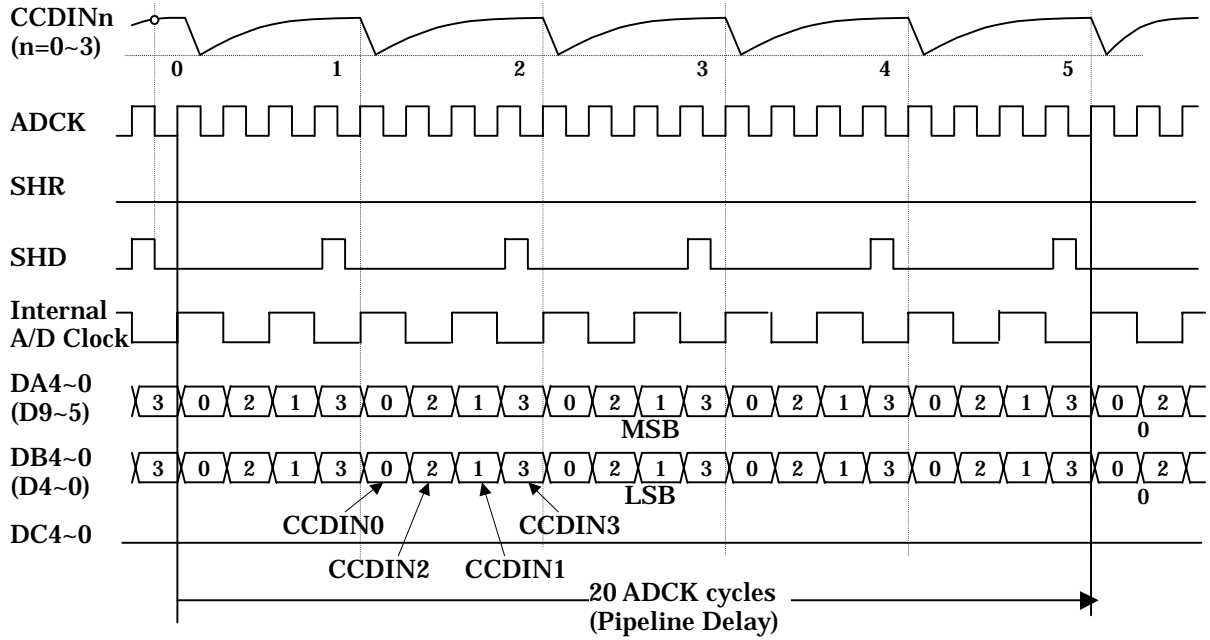 CCDINn
(n=0~3)
0 1 2 3 4 5
ADCK
SHR
SHD
Internal
A/D Clock
DA4~0
(D9~5)
3 0 2 1 3 0 2 1 3 0 2 1 3 0 2 1 3 0 2 1 3 0 2
MSB
0
DB4~0
(D4~0)
3 0 2 1 3 0 2 1 3 0 2 1 3 0 2 1 3 0 2 1 3 0 2
LSB
0
CCDIN0
CCDIN3
DC4~0
CCDIN2
CCDIN1
20 ADCK cycles
(Pipeline Delay)